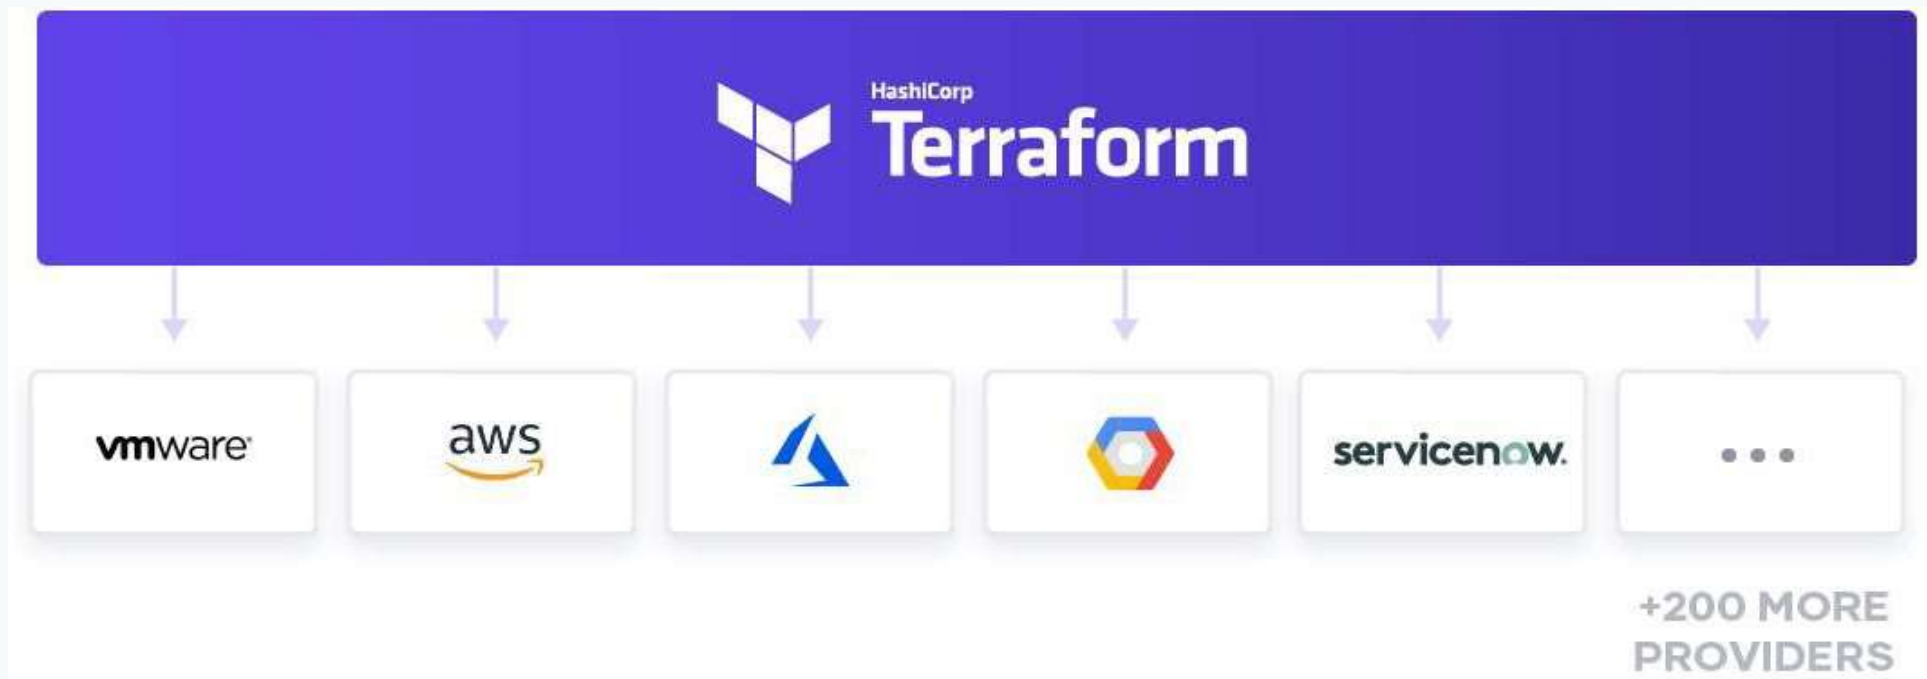 HashiCorp
Terraform
vmware®
aws
servicenow.
+200 MORE
PROVIDERS